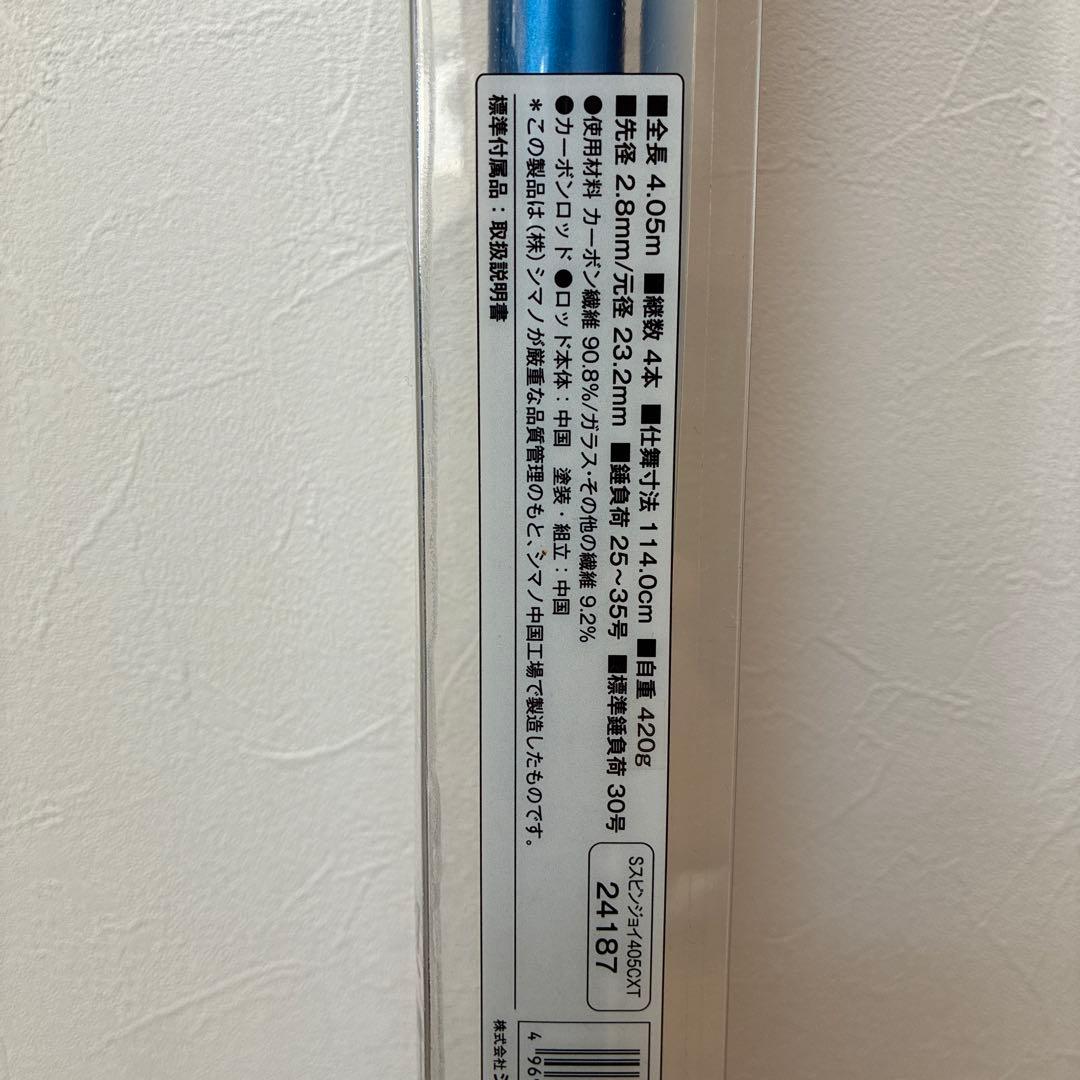 ■全長 4.05m ■継数 4本 ■仕舞寸法 114.0cm ■自重 420g
■先径 2.8mm/元径 23.2mm ■錘負荷 25〜35号 ■標準錘負荷 30号
●使用材料 カーボン繊維 90.8%/ガラス・その他の繊維 9.2%
●カーボンロッド ●ロッド本体：中国 塗装・組立：中国
＊この製品は(株)シマノが厳重な品質管理のもと、シマノ中国工場で製造したものです。
標準付属品：取扱説明書
Sスピンジョイ405CXT
24187
4 96
株式会社